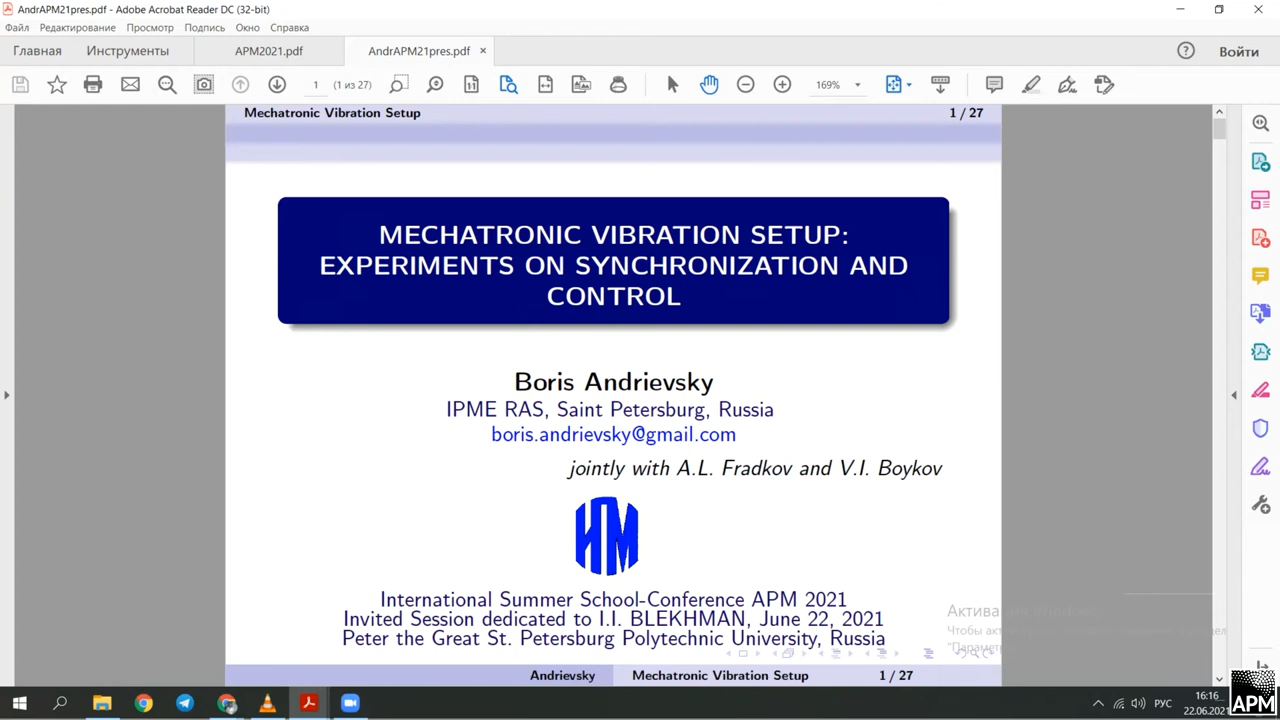 AndrAPM21pres.pdf - Adobe Acrobat Reader DC (32-bit)
Файл Редактирование Просмотр Подпись Окно Справка
Главная Инструменты APM2021.pdf AndrAPM21pres.pdf × Войти
1 (1 из 27) 169%
Mechatronic Vibration Setup 1 / 27
MECHATRONIC VIBRATION SETUP:
EXPERIMENTS ON SYNCHRONIZATION AND
CONTROL
Boris Andrievsky
IPME RAS, Saint Petersburg, Russia
boris.andrievsky@gmail.com
jointly with A.L. Fradkov and V.I. Boykov
ИПМ
International Summer School-Conference APM 2021
Invited Session dedicated to I.I. BLEKHMAN, June 22, 2021
Peter the Great St. Petersburg Polytechnic University, Russia
Andrievsky Mechatronic Vibration Setup 1 / 27
РУС 16:16
22.06.2021
APM